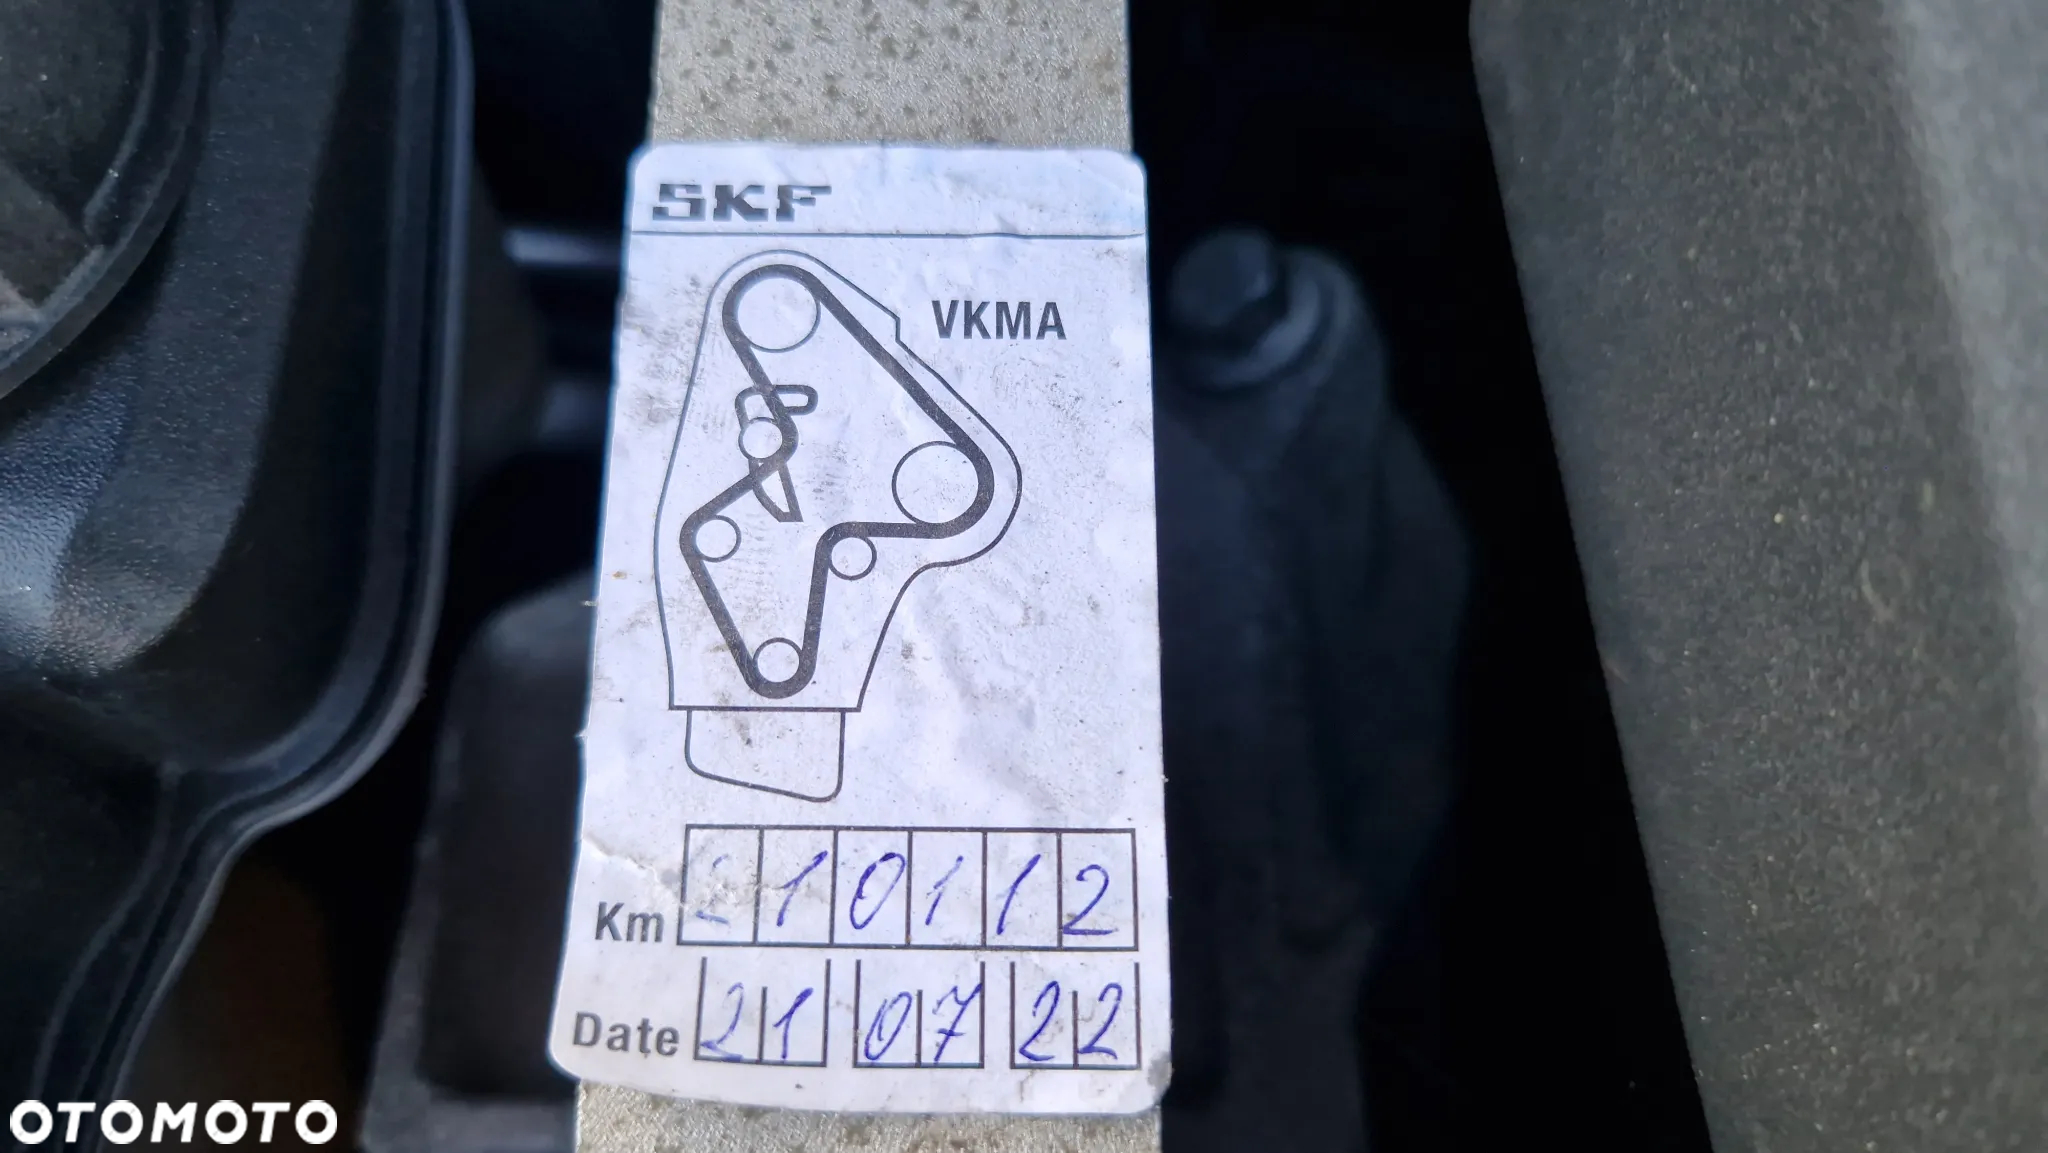 SKF
VKMA
Km 210112
Date 21 07 22
OTOMOTO